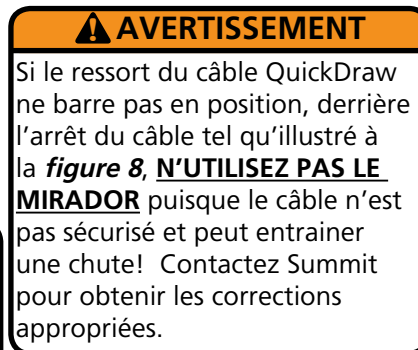 AVERTISSEMENT
Si le ressort du câble QuickDraw
ne barre pas en position, derrière
l’arrêt du câble tel qu’illustré à
la figure 8, N’UTILISEZ PAS LE
MIRADOR puisque le câble n’est
pas sécurisé et peut entrainer
une chute!  Contactez Summit
pour obtenir les corrections
appropriées.